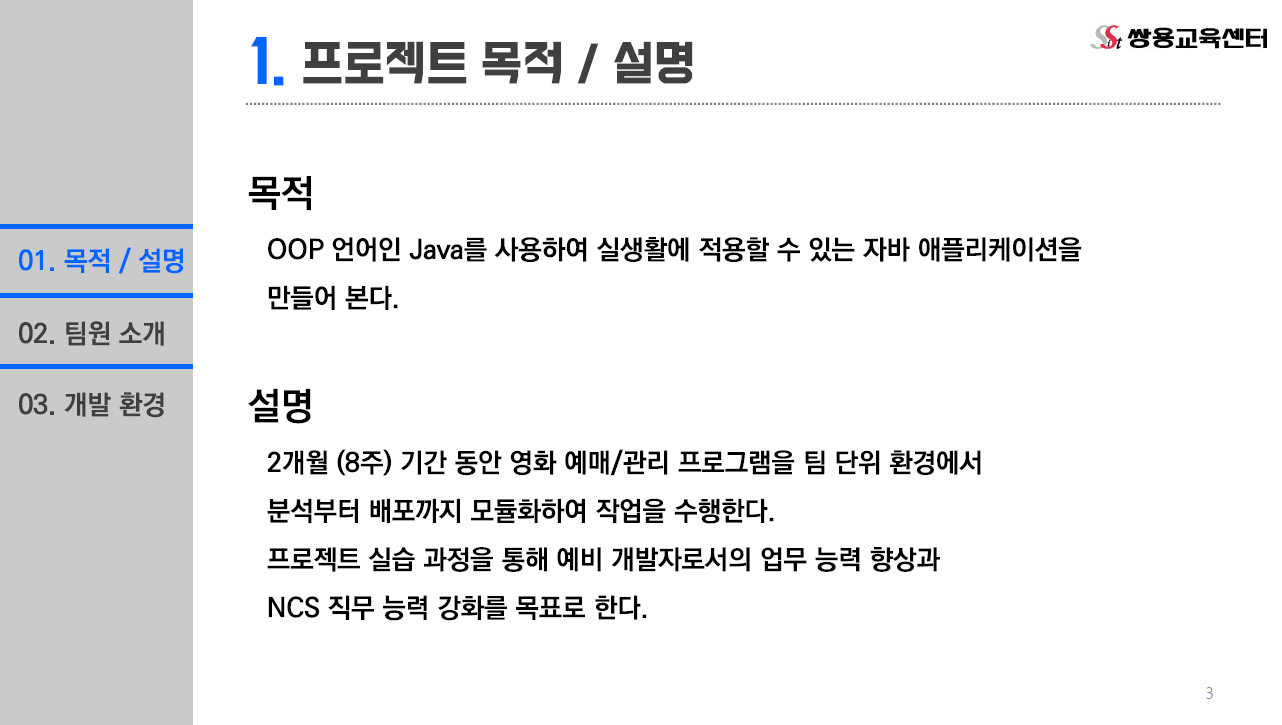 1. 프로젝트 목적 / 설명
쌍용교육센터
01. 목적 / 설명
02. 팀원 소개
03. 개발 환경
목적
OOP 언어인 Java를 사용하여 실생활에 적용할 수 있는 자바 애플리케이션을
만들어 본다.
설명
2개월 (8주) 기간 동안 영화 예매/관리 프로그램을 팀 단위 환경에서
분석부터 배포까지 모듈화하여 작업을 수행한다.
프로젝트 실습 과정을 통해 예비 개발자로서의 업무 능력 향상과
NCS 직무 능력 강화를 목표로 한다.
3